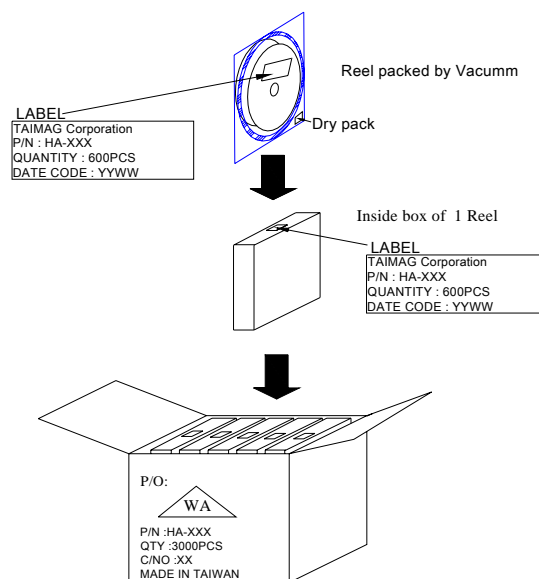 Reel packed by Vacumm
LABEL
TAIMAG Corporation
P/N : HA-XXX
QUANTITY : 600PCS
DATE CODE : YYWW
Dry pack
Inside box of 1 Reel
LABEL
TAIMAG Corporation
P/N : HA-XXX
QUANTITY : 600PCS
DATE CODE : YYWW
P/O:
WA
P/N :HA-XXX
QTY :3000PCS
C/NO :XX
MADE IN TAIWAN